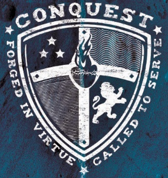 CONQUEST
FORGED IN VIRTUE
CALLED TO SERVE